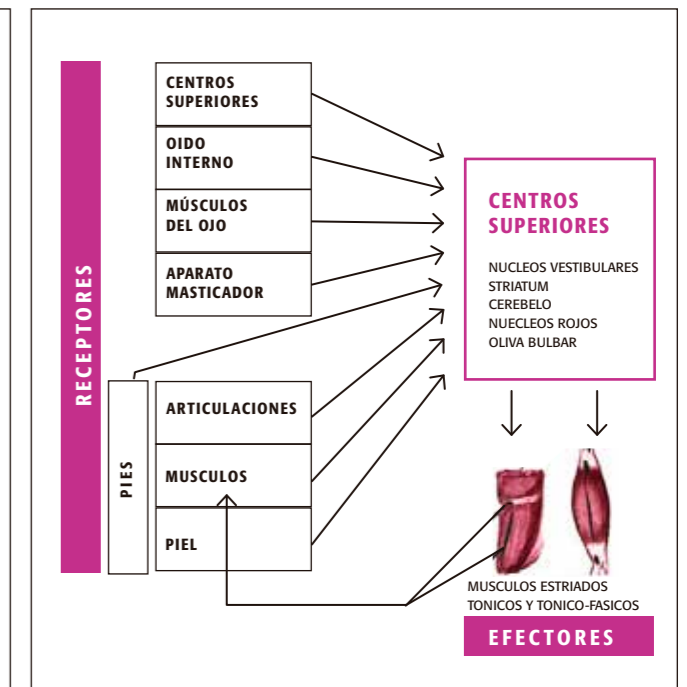 RECEPTORES
CENTROS
SUPERIORES
OIDO
INTERNO
MÚSCULOS
DEL OJO
APARATO
MASTICADOR
PIES
ARTICULACIONES
MUSCULOS
PIEL
CENTROS
SUPERIORES
NUCLEOS VESTIBULARES
STRIATUM
CEREBELO
NUECLEOS ROJOS
OLIVA BULBAR
MUSCULOS ESTRIADOS
TONICOS Y TONICO-FASICOS
EFECTORES